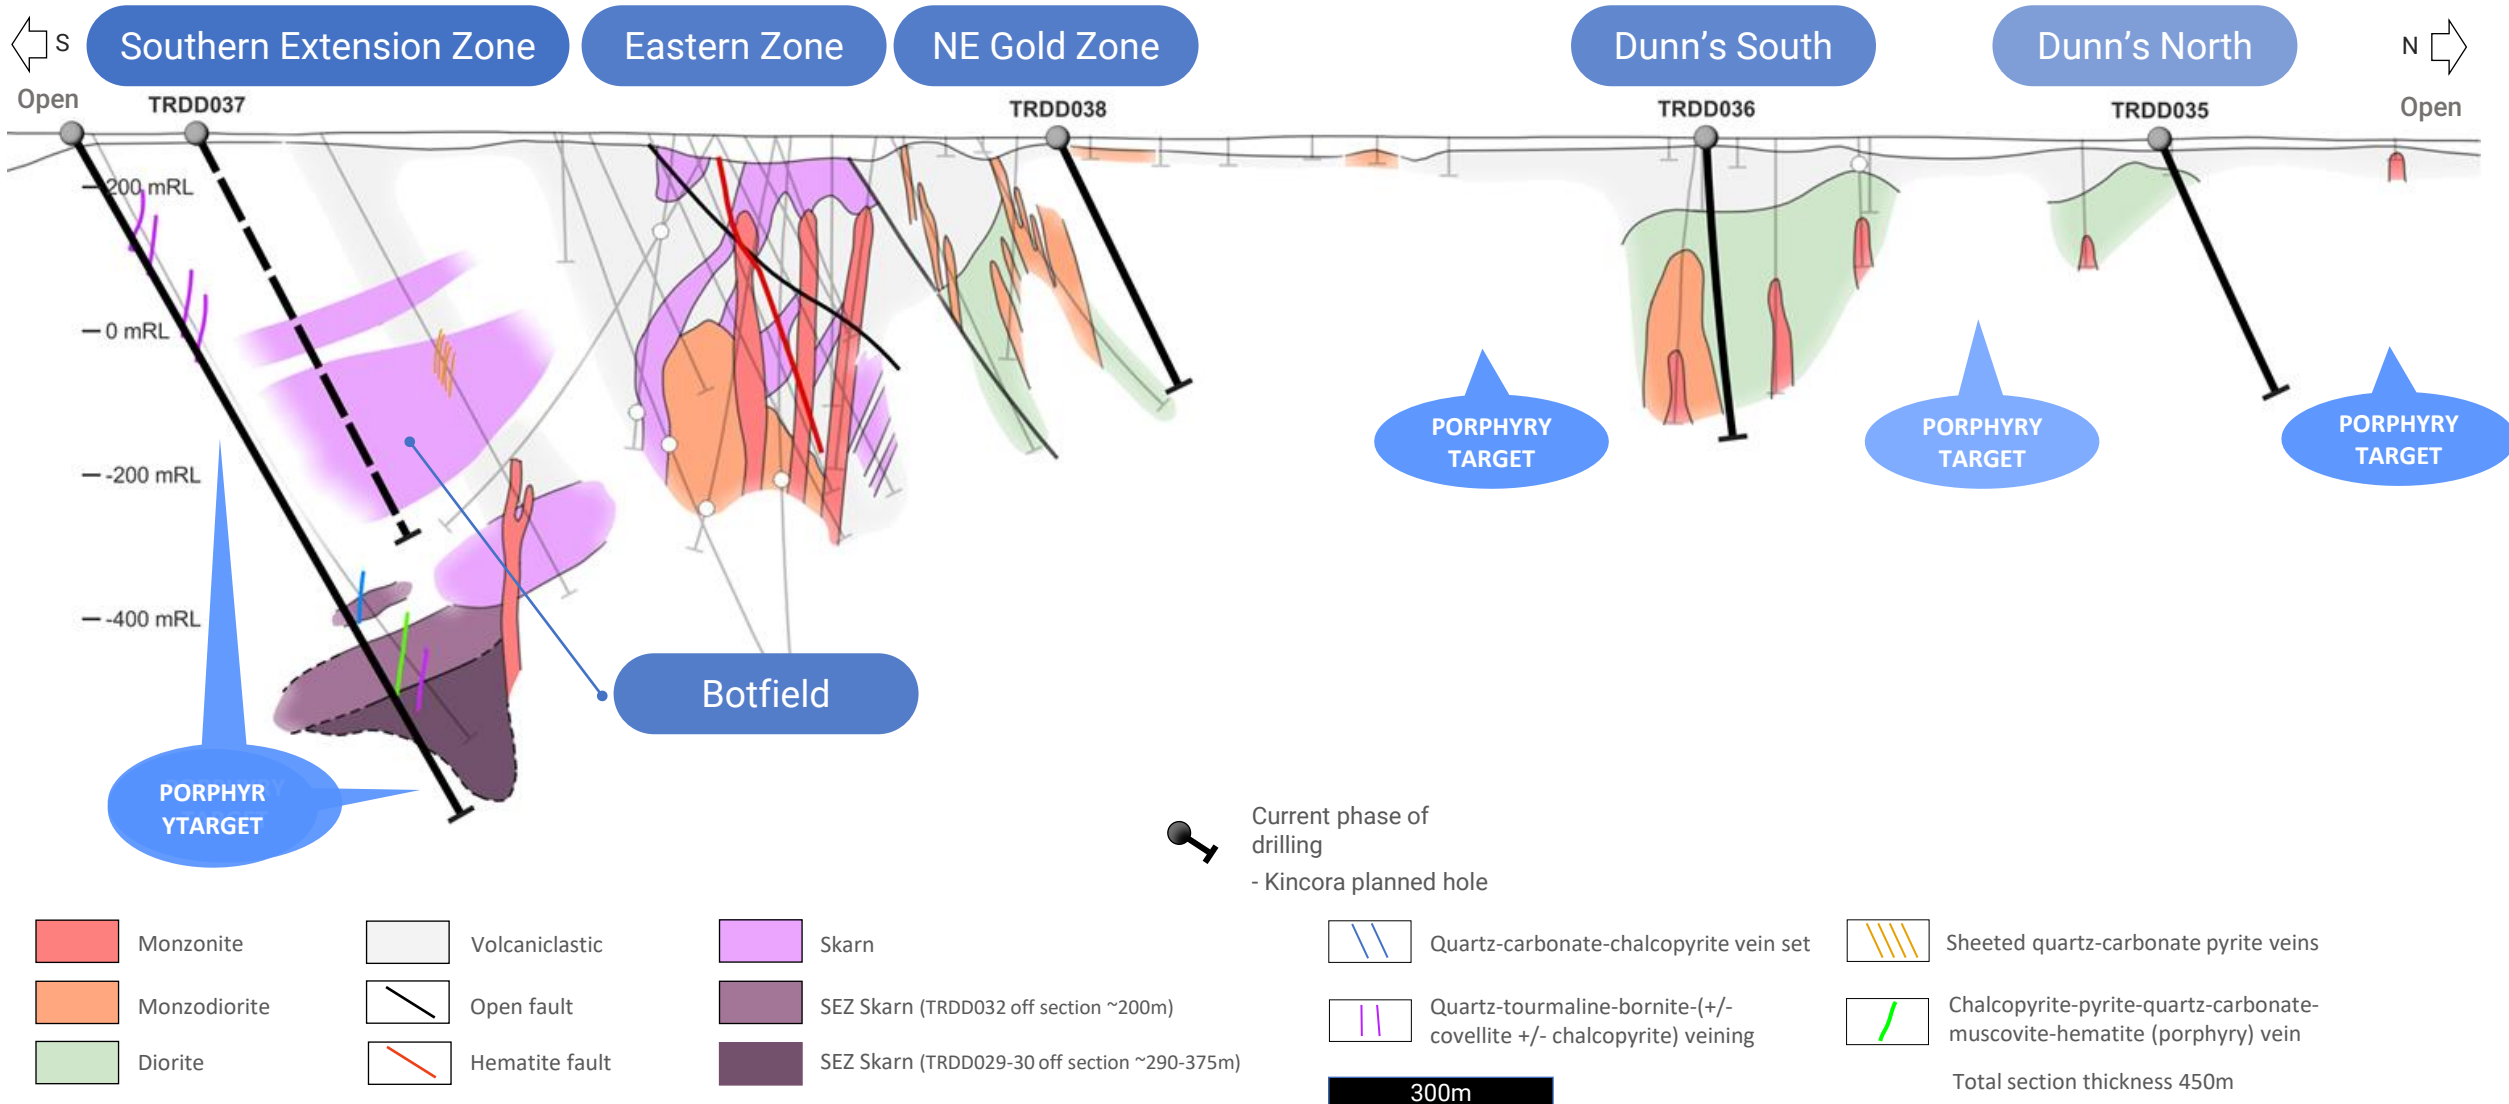 S
Southern Extension Zone
Eastern Zone
NE Gold Zone
Dunn's South
Dunn's North
N
Open
TRDD037
TRDD038
TRDD036
TRDD035
Open
200 mRL
0 mRL
-200 mRL
-400 mRL
PORPHYRY
TARGET
PORPHYRY
TARGET
PORPHYRY
TARGET
Botfield
PORPHYR
YTARGET
Current phase of
drilling
- Kincora planned hole
Monzonite
Volcaniclastic
Skarn
Quartz-carbonate-chalcopyrite vein set
Sheeted quartz-carbonate pyrite veins
Monzodiorite
Open fault
SEZ Skarn (TRDD032 off section ~200m)
Quartz-tourmaline-bornite-(+/-
covellite +/- chalcopyrite) veining
Chalcopyrite-pyrite-quartz-carbonate-
muscovite-hematite (porphyry) vein
Diorite
Hematite fault
SEZ Skarn (TRDD029-30 off section ~290-375m)
300m
Total section thickness 450m